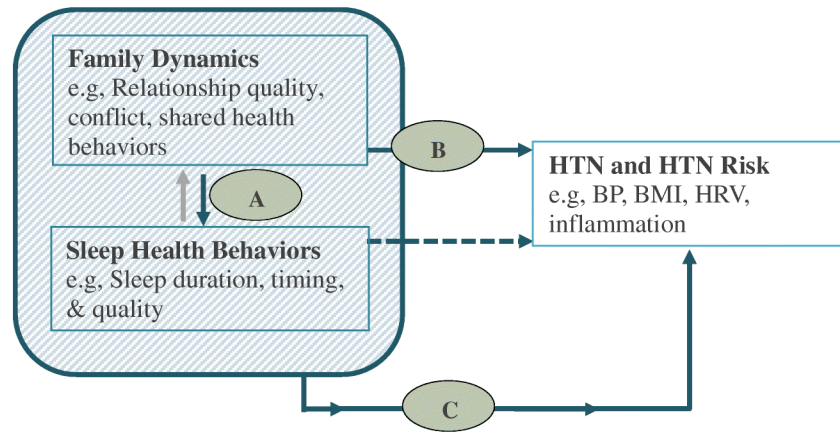 Family Dynamics
e.g, Relationship quality,
conflict, shared health
behaviors
A
Sleep Health Behaviors
e.g, Sleep duration, timing,
& quality
B
HTN and HTN Risk
e.g, BP, BMI, HRV,
inflammation
C